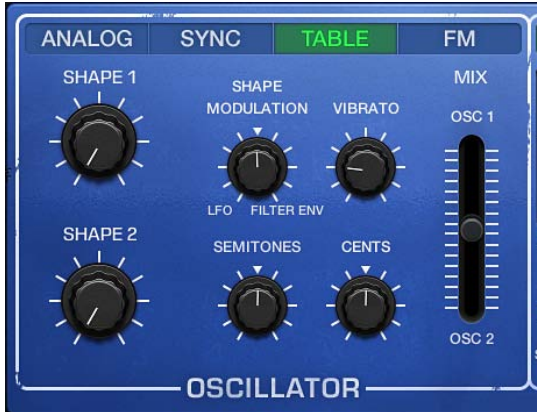 ANALOG SYNC TABLE FM
SHAPE 1
SHAPE
MODULATION
VIBRATO
MIX
OSC 1
LFO FILTER ENV
SHAPE 2
SEMITONES
CENTS
OSC 2
OSCILLATOR